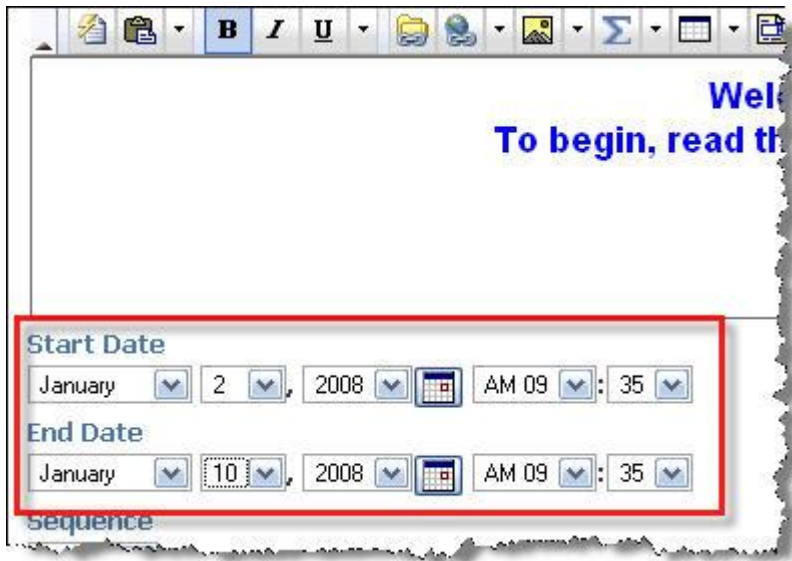 B I U Σ
Wel
To begin, read th
Start Date
January 2 , 2008 AM 09 : 35
End Date
January 10 , 2008 AM 09 : 35
Sequence